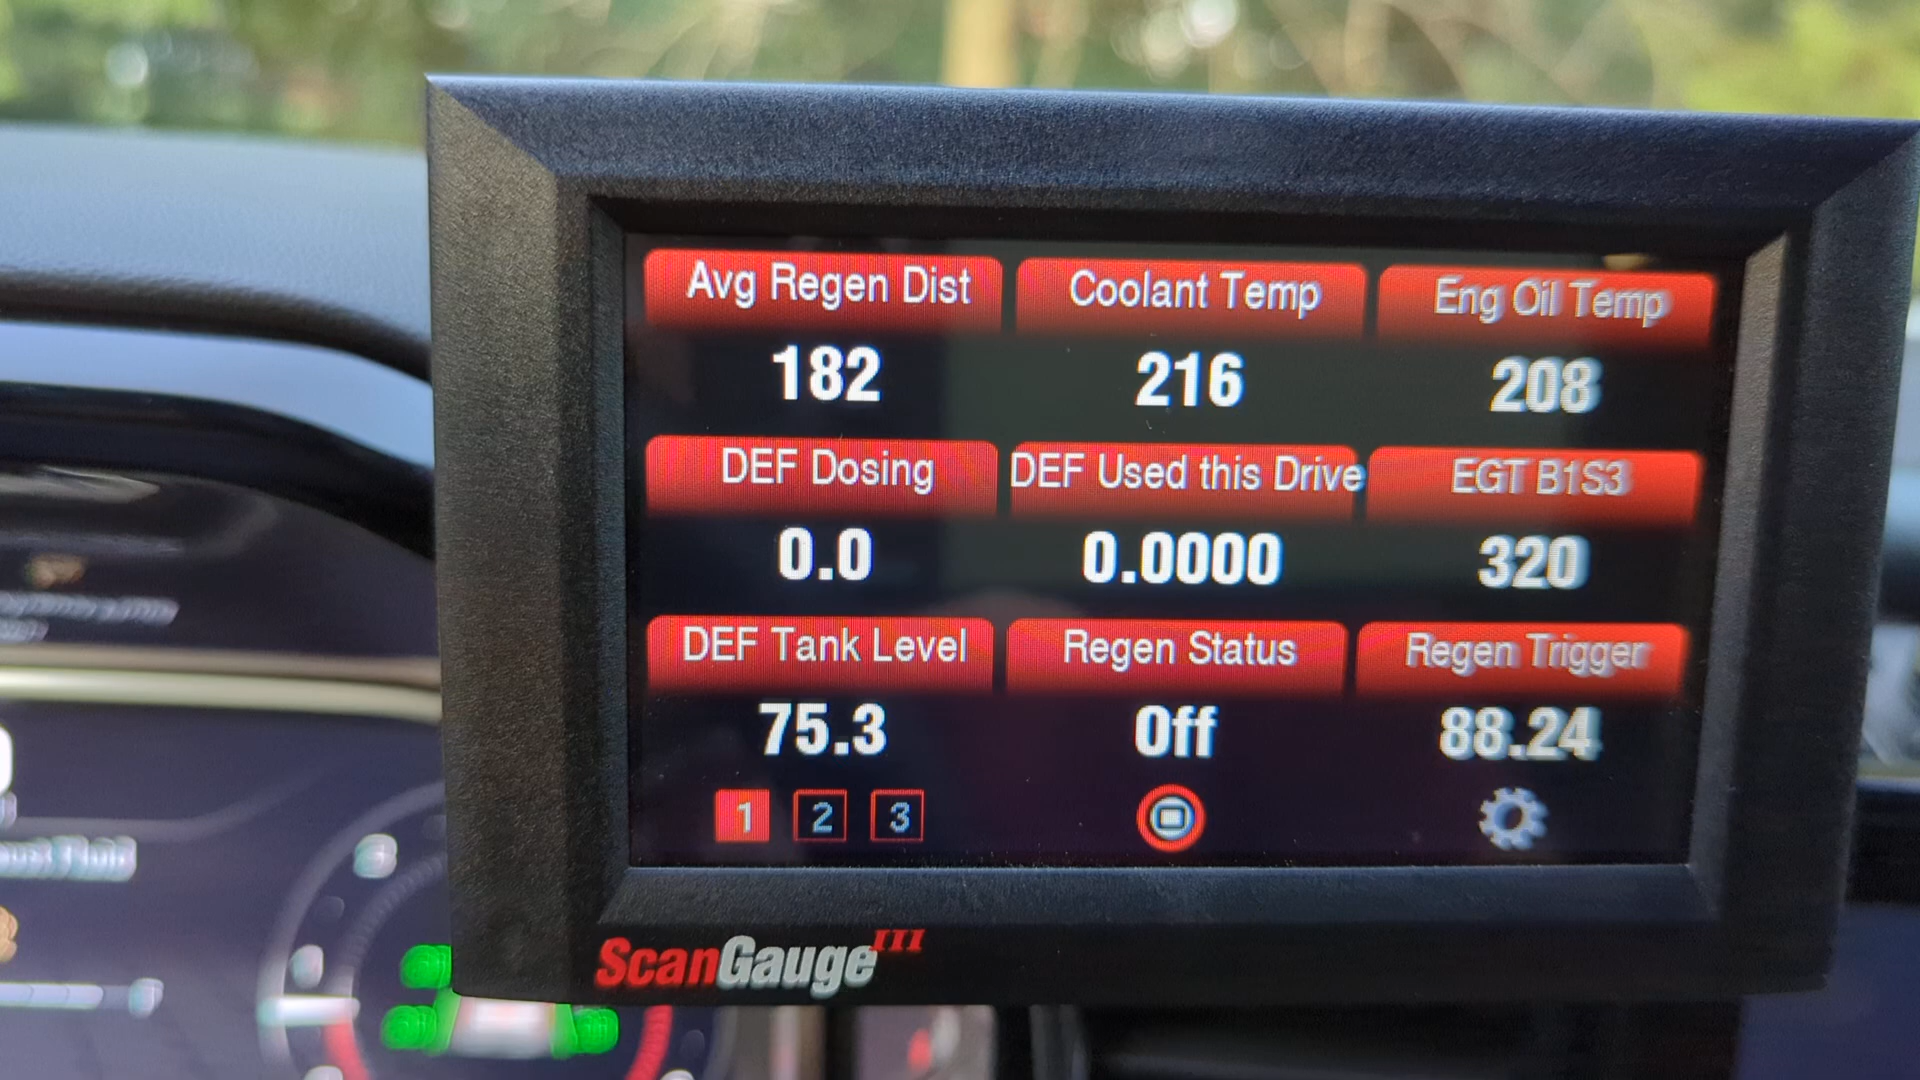 Avg Regen Dist
Coolant Temp
Eng Oil Temp
182
216
208
DEF Dosing
DEF Used this Drive
EGT B1S3
0.0
0.0000
320
DEF Tank Level
Regen Status
Regen Trigger
75.3
Off
88.24
1 2 3
ScanGauge III